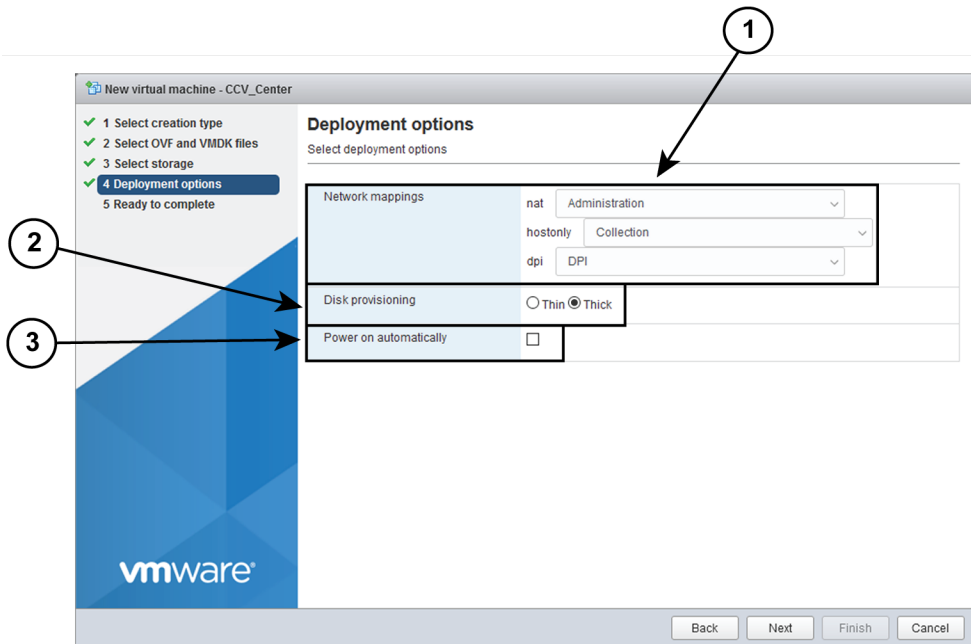 1
New virtual machine - CCV_Center
1 Select creation type
2 Select OVF and VMDK files
3 Select storage
4 Deployment options
5 Ready to complete
Deployment options
Select deployment options
Network mappings
nat Administration
hostonly Collection
dpi DPI
2
Disk provisioning Thin Thick
3
Power on automatically
vmware®
Back Next Finish Cancel